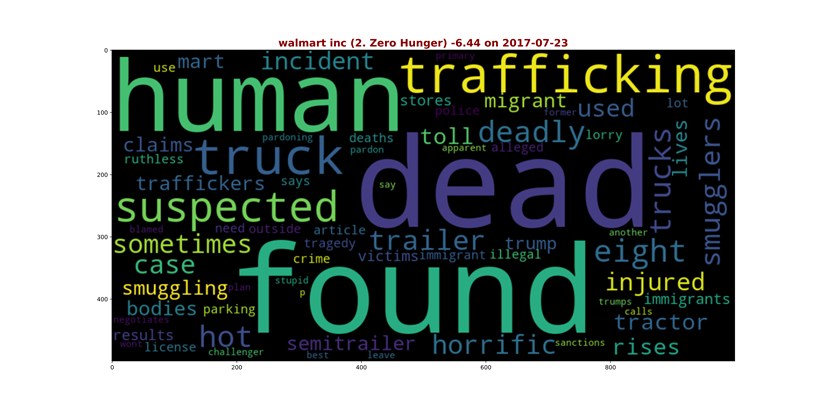 walmart inc (2. Zero Hunger) -6.44 on 2017-07-23
0
100
200
300
400
0 200 400 600 800
use mart incident primary
human trafficking
stores migrant used lot
police former
claims pardoning deaths toll deadly lorry
ruthless truck pardon apparent alleged
traffickers says say dead trucks lives smugglers
suspected
blamed need outside article another
sometimes tragedy trailer trump eight
case crime victims immigrant illegal
smuggling plan stupid found injured
bodies parking p trumps immigrants
negotiates calls
results hot tractor
wont license semitrailer horrific sanctions rises
challenger best leave